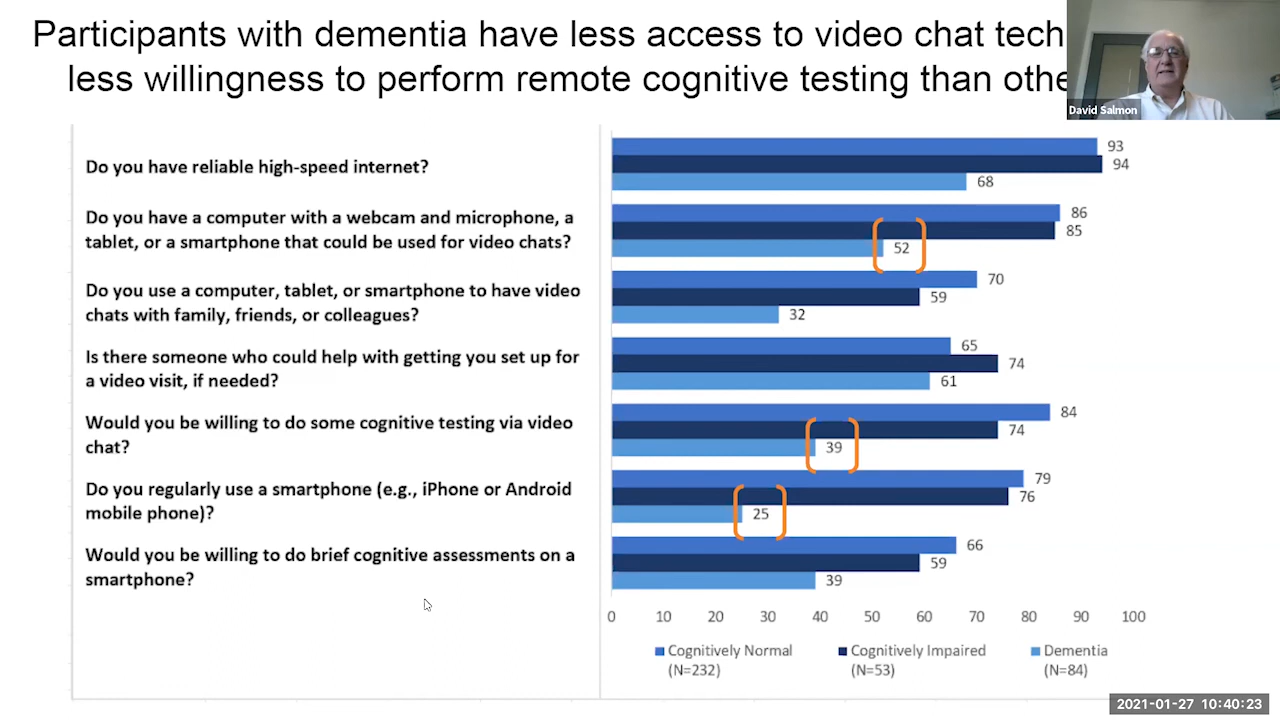 Participants with dementia have less access to video chat tech
less willingness to perform remote cognitive testing than
David Salmon
Do you have reliable high-speed internet?
93
94
68
Do you have a computer with a webcam and microphone, a
tablet, or a smartphone that could be used for video chats?
86
85
52
Do you use a computer, tablet, or smartphone to have video
chats with family, friends, or colleagues?
70
59
32
Is there someone who could help with getting you set up for
a video visit, if needed?
65
74
61
Would you be willing to do some cognitive testing via video
chat?
84
74
39
Do you regularly use a smartphone (e.g., iPhone or Android
mobile phone)?
79
76
25
Would you be willing to do brief cognitive assessments on a
smartphone?
66
59
39
0 10 20 30 40 50 60 70 80 90 100
Cognitively Normal
(N=232)
Cognitively Impaired
(N=53)
Dementia
(N=84)
2021-01-27 10:40:23